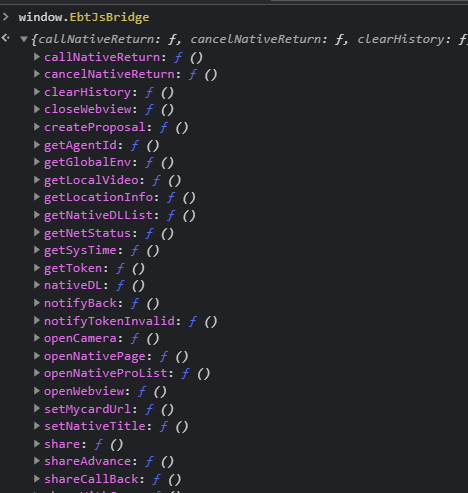 > window.EbtJsBridge
{callNativeReturn: ƒ, cancelNativeReturn: ƒ, clearHistory: ƒ
callNativeReturn: ƒ ()
cancelNativeReturn: ƒ ()
clearHistory: ƒ ()
closeWebview: ƒ ()
createProposal: ƒ ()
getAgentId: ƒ ()
getGlobalEnv: ƒ ()
getLocalVideo: ƒ ()
getLocationInfo: ƒ ()
getNativeDLList: ƒ ()
getNetStatus: ƒ ()
getSysTime: ƒ ()
getToken: ƒ ()
nativeDL: ƒ ()
notifyBack: ƒ ()
notifyTokenInvalid: ƒ ()
openCamera: ƒ ()
openNativePage: ƒ ()
openNativeProList: ƒ ()
openWebview: ƒ ()
setMycardUrl: ƒ ()
setNativeTitle: ƒ ()
share: ƒ ()
shareAdvance: ƒ ()
shareCallBack: ƒ ()